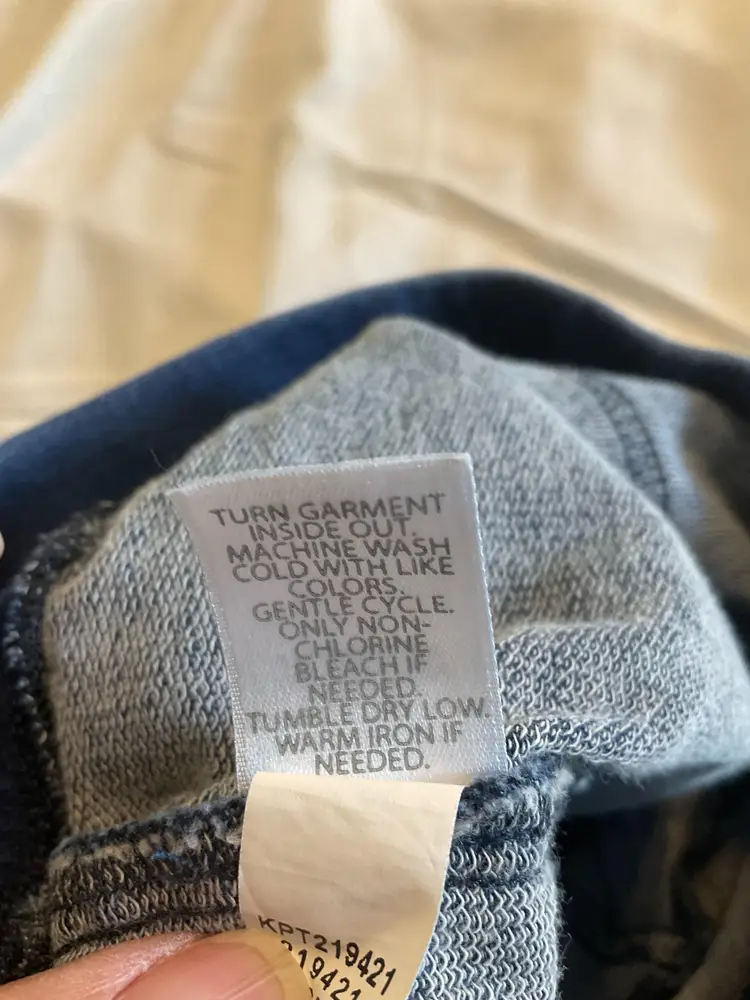 TURN GARMENT
INSIDE OUT.
MACHINE WASH
COLD WITH LIKE
COLORS.
GENTLE CYCLE.
ONLY NON-
CHLORINE
BLEACH IF
NEEDED.
TUMBLE DRY LOW.
WARM IRON IF
NEEDED.
KPT219421
219421